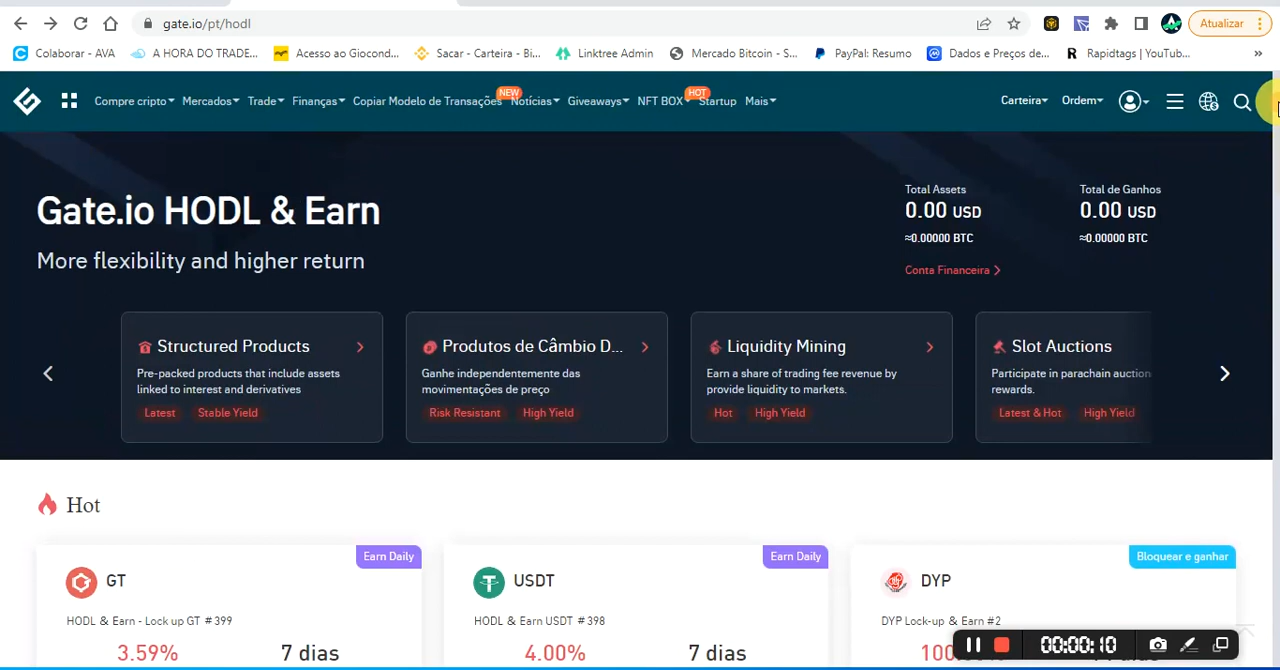 gate.io/pt/hodl
Atualizar
Colaborar - AVA
A HORA DO TRADE...
Acesso ao Giocond...
Sacar - Carteira - Bi...
Linktree Admin
Mercado Bitcoin - S...
PayPal: Resumo
Dados e Preços de...
Rapidtags | YouTub...
»
Compre cripto
Mercados
Trade
Finanças
Copiar Modelo de Transações
NEW
Notícias
Giveaways
NFT BOX
HOT
Startup
Mais
Carteira
Ordem
Gate.io HODL & Earn
More flexibility and higher return
Total Assets
0.00 USD
≈0.00000 BTC
Conta Financeira
Total de Ganhos
0.00 USD
≈0.00000 BTC
Structured Products
Pre-packed products that include assets
linked to interest and derivatives
Latest Stable Yield
Produtos de Câmbio D...
Ganhe independentemente das
movimentações de preço
Risk Resistant High Yield
Liquidity Mining
Earn a share of trading fee revenue by
provide liquidity to markets.
Hot High Yield
Slot Auctions
Participate in parachain auction
rewards.
Latest & Hot High Yield
Hot
Earn Daily
GT
HODL & Earn - Lock up GT #399
3.59% 7 dias
Earn Daily
USDT
HODL & Earn USDT #398
4.00% 7 dias
Bloquear e ganhar
DYP
DYP Lock-up & Earn #2
00:00:10